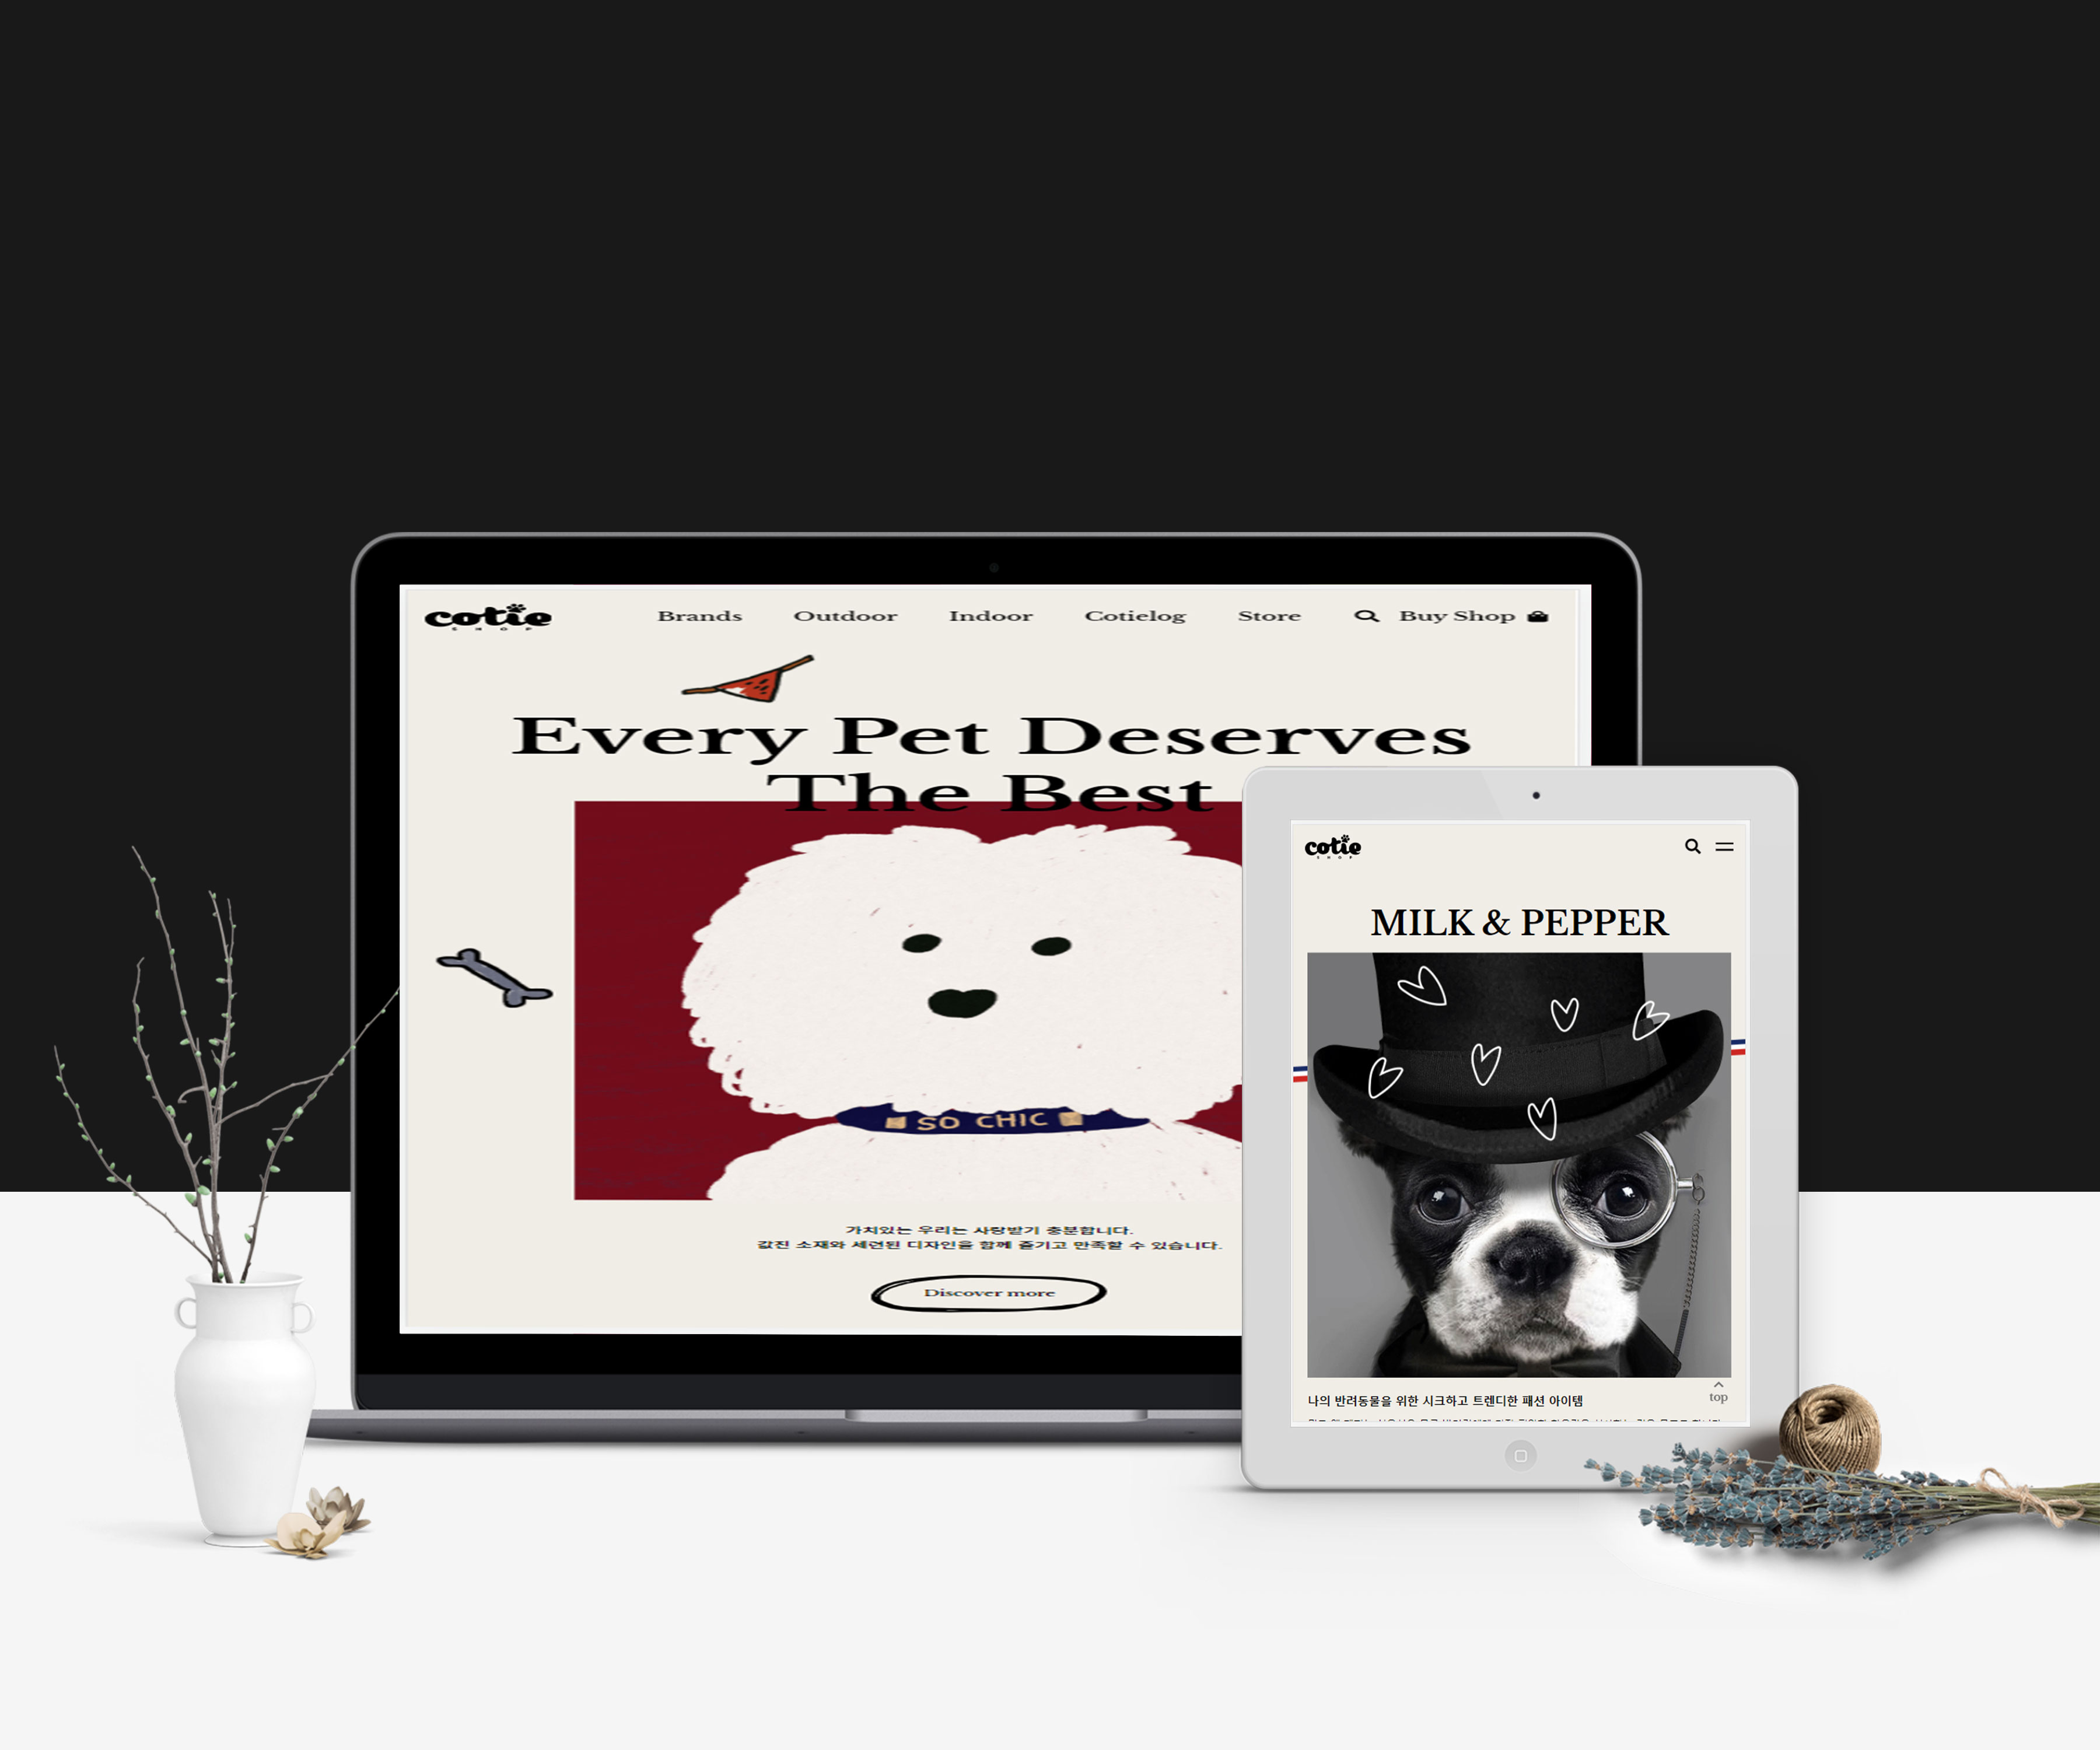 cotie
SHOP
Brands Outdoor Indoor Cotielog Store Buy Shop
Every Pet Deserves
The Best
SO CHIC
가치있는 우리는 사랑받기 충분합니다.
값진 소재와 세련된 디자인을 함께 즐기고 만족할 수 있습니다.
Discover more
cotie
SHOP
MILK & PEPPER
나의 반려동물을 위한 시크하고 트렌디한 패션 아이템
top